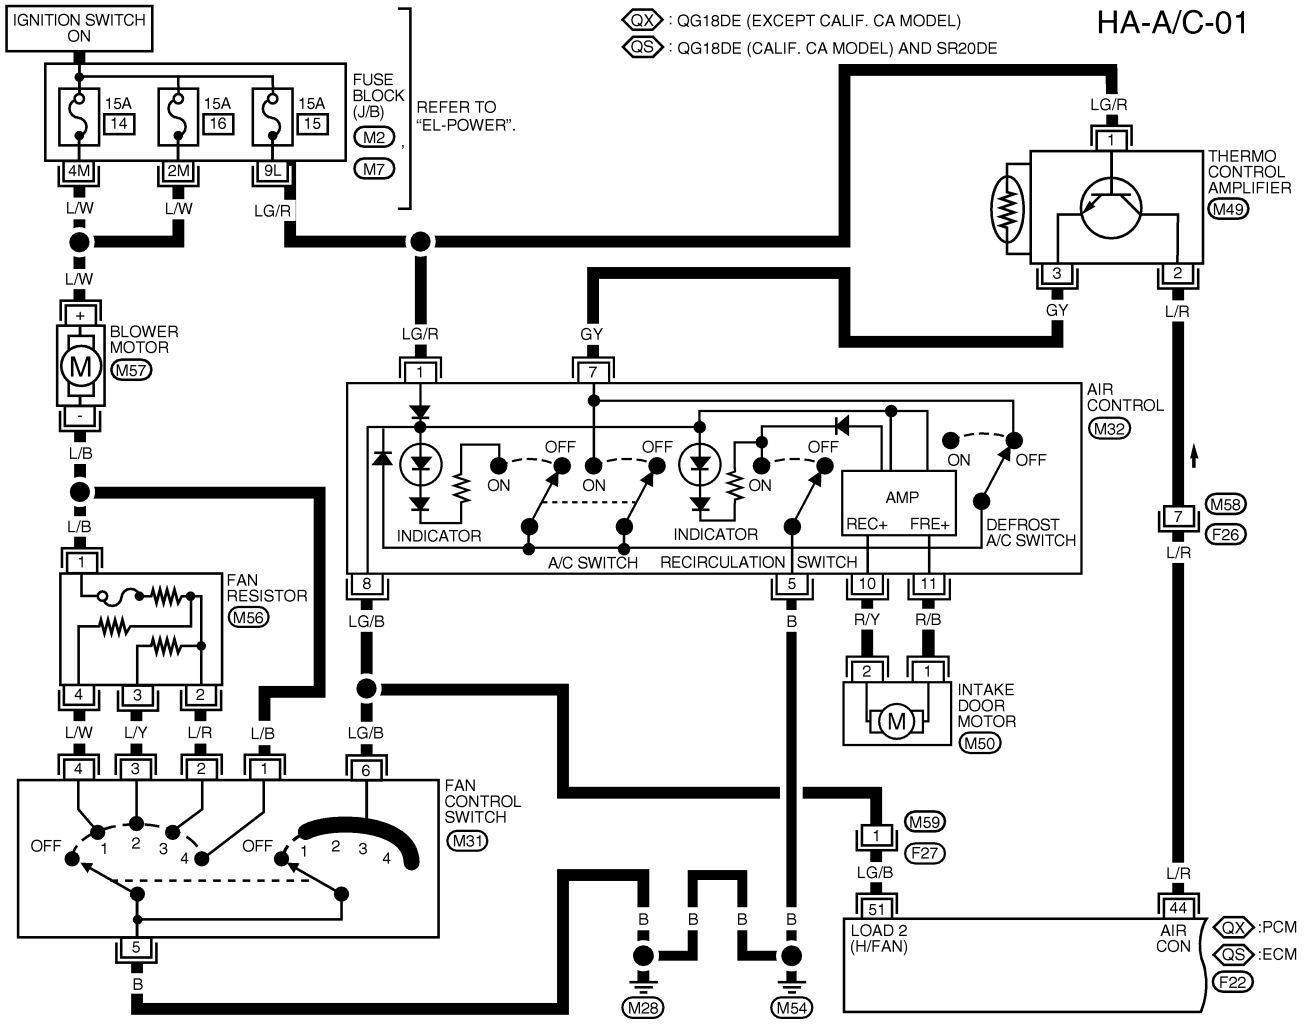 IGNITION SWITCH
ON
QX : QG18DE (EXCEPT CALIF. CA MODEL)
QS : QG18DE (CALIF. CA MODEL) AND SR20DE
HA-A/C-01
15A
14
15A
16
15A
15
FUSE
BLOCK
(J/B)
M2 ,
M7
REFER TO
"EL-POWER".
4M
2M
9L
L/W
L/W
LG/R
LG/R
1
THERMO
CONTROL
AMPLIFIER
M49
3
2
GY
L/R
L/W
+
BLOWER
MOTOR
M
M57
-
L/B
LG/R
1
GY
7
AIR
CONTROL
M32
OFF
ON
OFF
ON
OFF
ON
ON
OFF
INDICATOR
INDICATOR
AMP
REC+
FRE+
DEFROST
A/C SWITCH
A/C SWITCH
RECIRCULATION SWITCH
8
5
10
11
LG/B
B
R/Y
R/B
7
M58
F26
L/R
L/B
1
FAN
RESISTOR
M56
4
3
2
L/W
L/Y
L/R
L/B
LG/B
2
1
M
INTAKE
DOOR
MOTOR
M50
4
3
2
1
6
FAN
CONTROL
SWITCH
M31
OFF
1
2
3
4
OFF
1
2
3
4
5
B
1
M59
F27
LG/B
L/R
B
B
B
B
M28
M54
51
LOAD 2
(H/FAN)
44
AIR
CON
QX :PCM
QS :ECM
F22